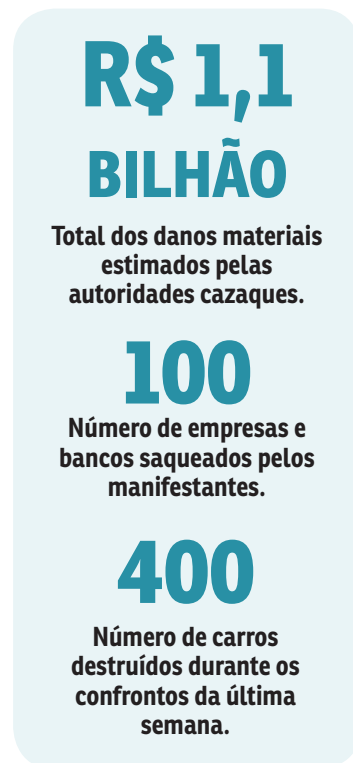 R$ 1,1
BILHÃO
Total dos danos materiais
estimados pelas
autoridades cazaques.
100
Número de empresas e
bancos saqueados pelos
manifestantes.
400
Número de carros
destruídos durante os
confrontos da última
semana.